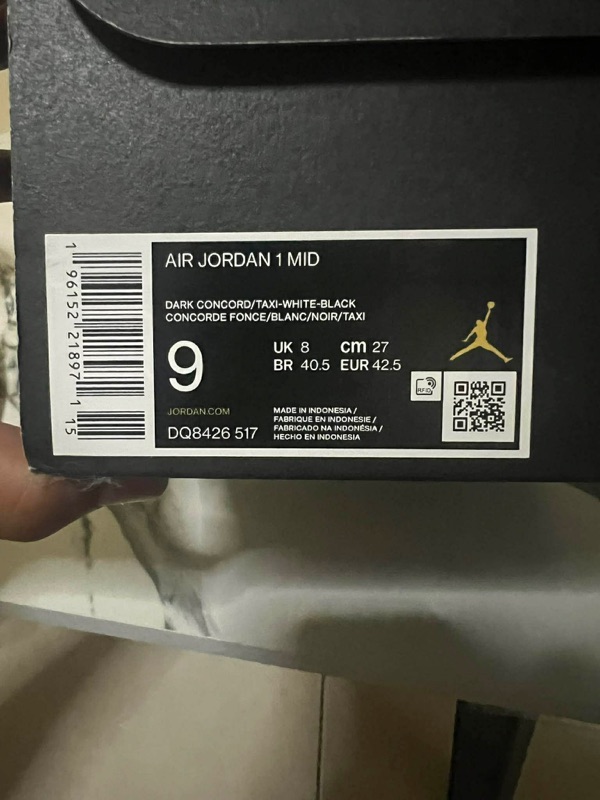 AIR JORDAN 1 MID
DARK CONCORD/TAXI-WHITE-BLACK
CONCORDE FONCE/BLANC/NOIR/TAXI
9
UK 8 cm 27
BR 40.5 EUR 42.5
RFID
JORDAN.COM
DQ8426 517
MADE IN INDONESIA /
FABRIQUE EN INDONESIE /
FABRICADO NA INDONÉSIA /
HECHO EN INDONESIA
1 96152 21897 1 15